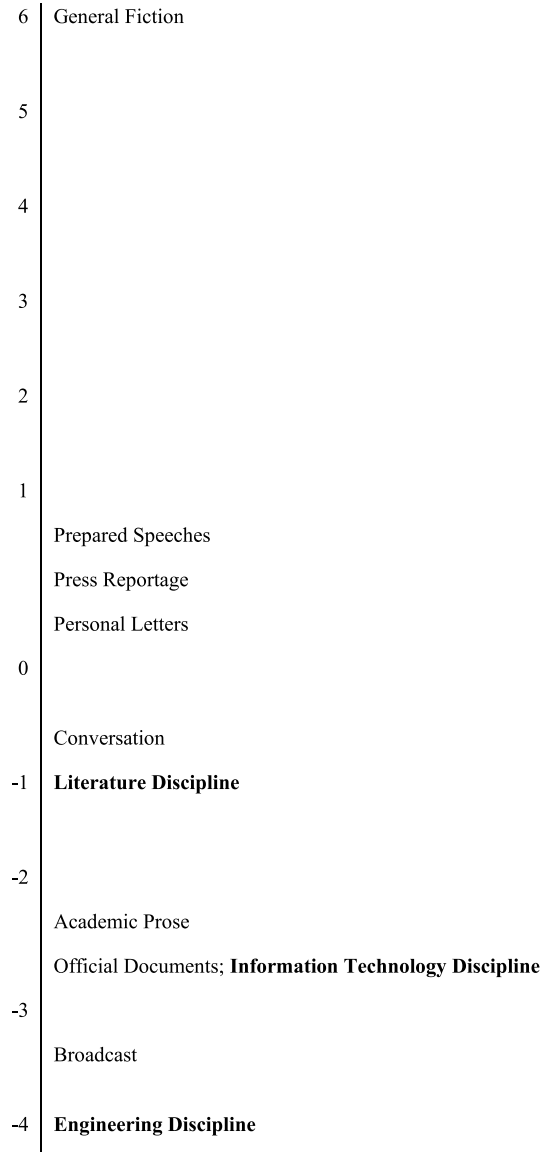 6 General Fiction
5
4
3
2
1
Prepared Speeches
Press Reportage
Personal Letters
0
Conversation
-1 Literature Discipline
-2
Academic Prose
Official Documents; Information Technology Discipline
-3
Broadcast
-4 Engineering Discipline